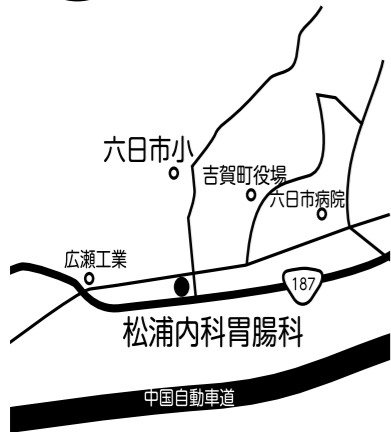 六日市小
吉賀町役場
六日市病院
広瀬工業
187
松浦内科胃腸科
中国自動車道